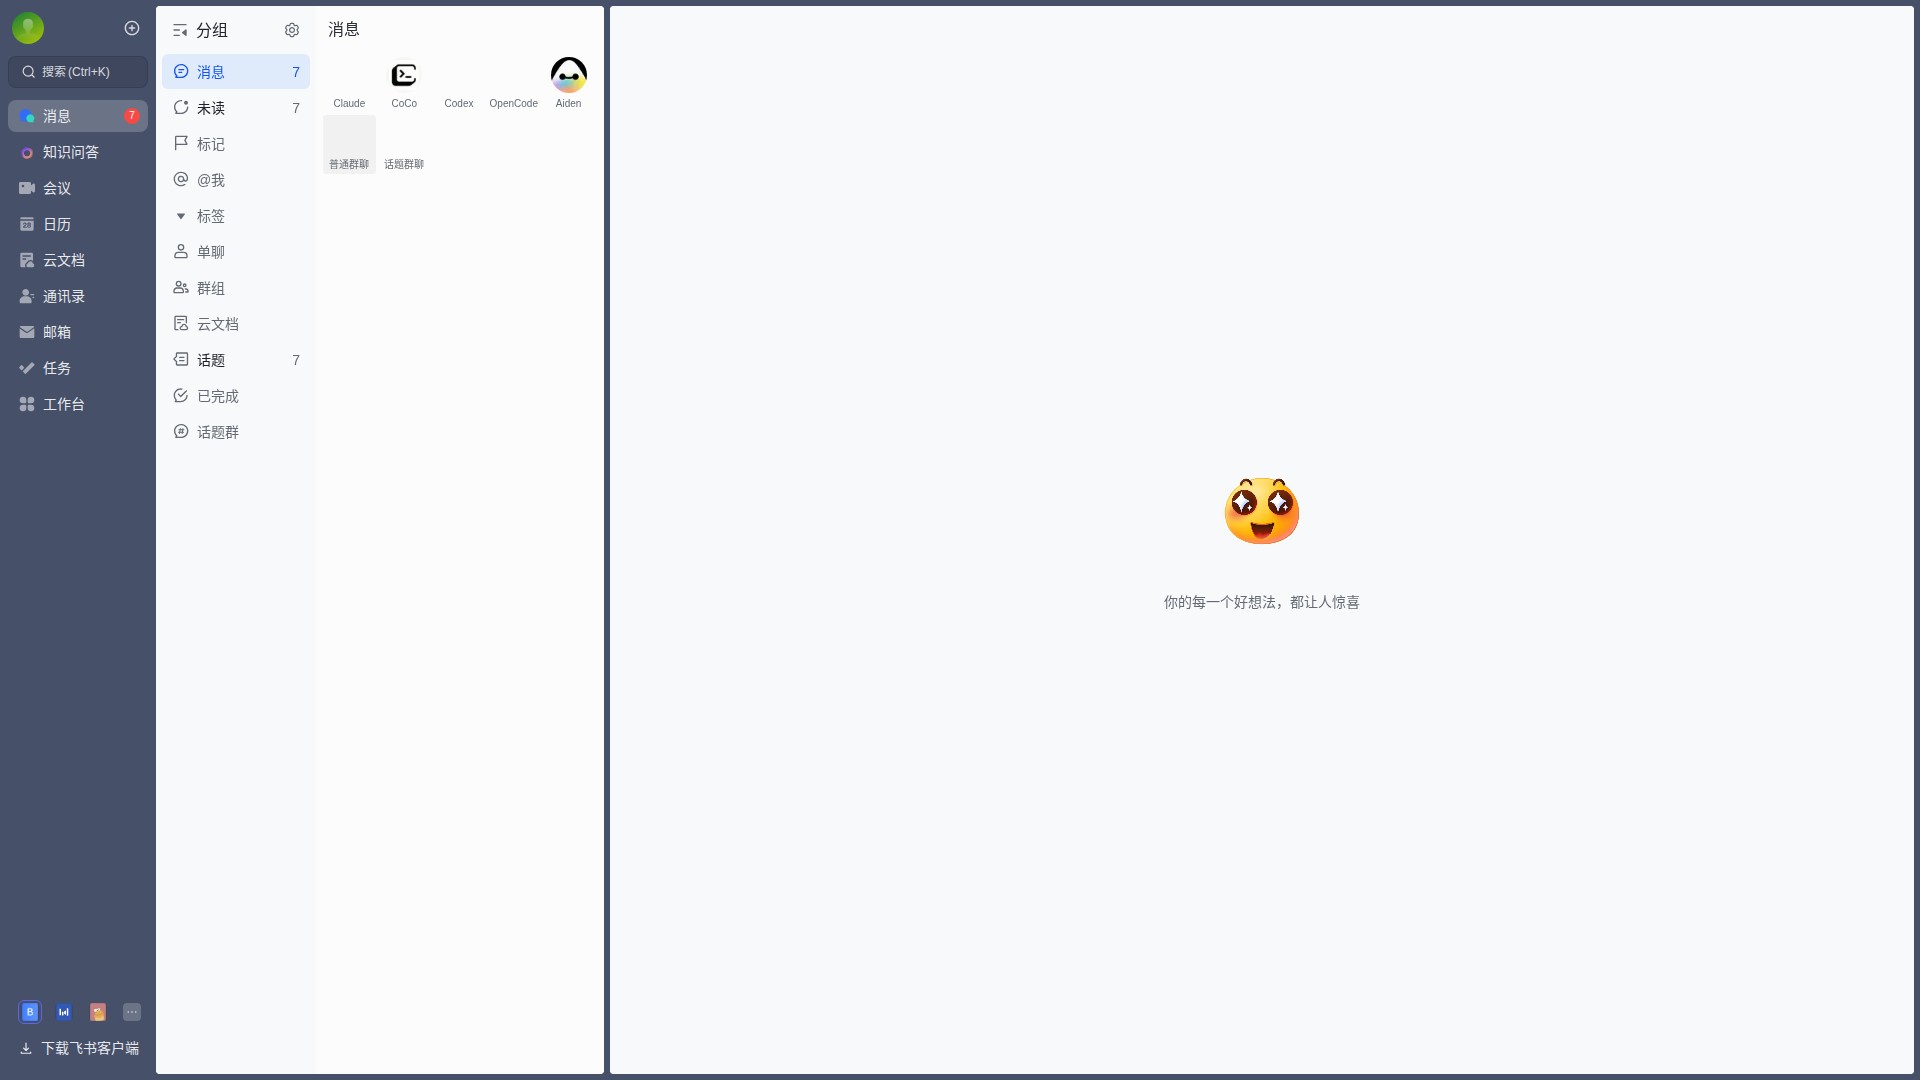 搜索 (Ctrl+K)
消息
7
知识问答
会议
日历
云文档
通讯录
邮箱
任务
工作台
B
下载飞书客户端
分组
消息
7
未读
7
标记
@我
标签
单聊
群组
云文档
话题
7
已完成
话题群
消息
Claude
CoCo
Codex
OpenCode
Aiden
普通群聊
话题群聊
你的每一个好想法，都让人惊喜